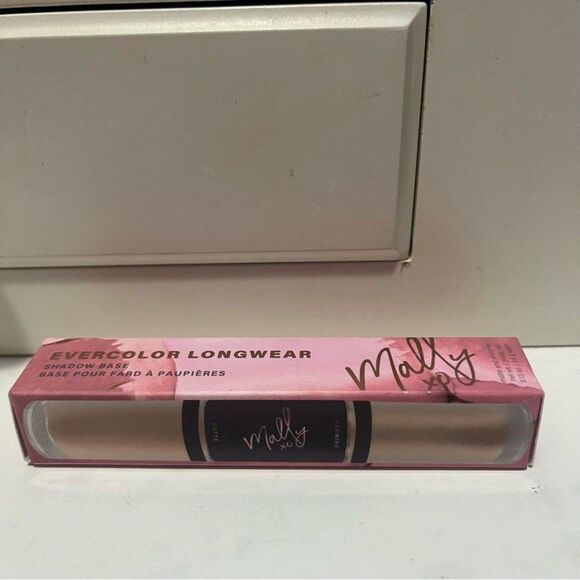 EVERCOLOR LONGWEAR
SHADOW BASE
BASE POUR FARD À PAUPIÈRES
Mally
xo
MATTE
Mally
xo
SHIMMER